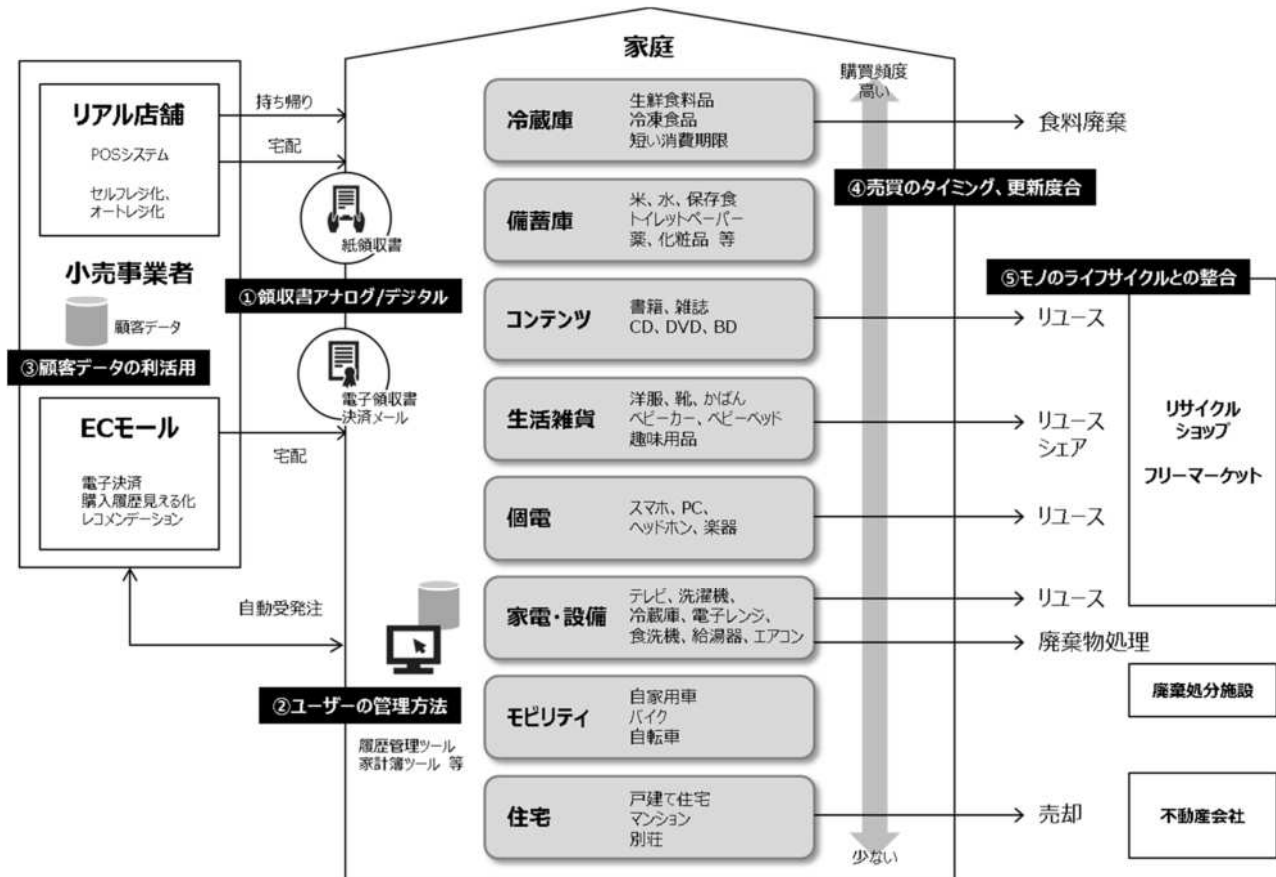 家庭
リアル店舗
POSシステム
セルフレジ化、
オートレジ化
小売事業者
顧客データ
③顧客データの利活用
ECモール
電子決済
購入履歴見える化
レコメンデーション
持ち帰り
宅配
紙領収書
①領収書アナログ/デジタル
電子領収書
決済メール
宅配
自動受発注
②ユーザーの管理方法
履歴管理ツール
家計簿ツール 等
冷蔵庫
生鮮食料品
冷凍食品
短い消費期限
備蓄庫
米、水、保存食
トイレットペーパー
薬、化粧品 等
コンテンツ
書籍、雑誌
CD、DVD、BD
生活雑貨
洋服、靴、かばん
ベビーカー、ベビーベッド
趣味用品
個電
スマホ、PC、
ヘッドホン、楽器
家電・設備
テレビ、洗濯機、
冷蔵庫、電子レンジ、
食洗機、給湯器、エアコン
モビリティ
自家用車
バイク
自転車
住宅
戸建て住宅
マンション
別荘
購買頻度
高い
④売買のタイミング、更新度合
少ない
食料廃棄
⑤モノのライフサイクルとの整合
リユース
リユース
シェア
リユース
リユース
廃棄物処理
売却
リサイクル
ショップ
フリーマーケット
廃棄処分施設
不動産会社